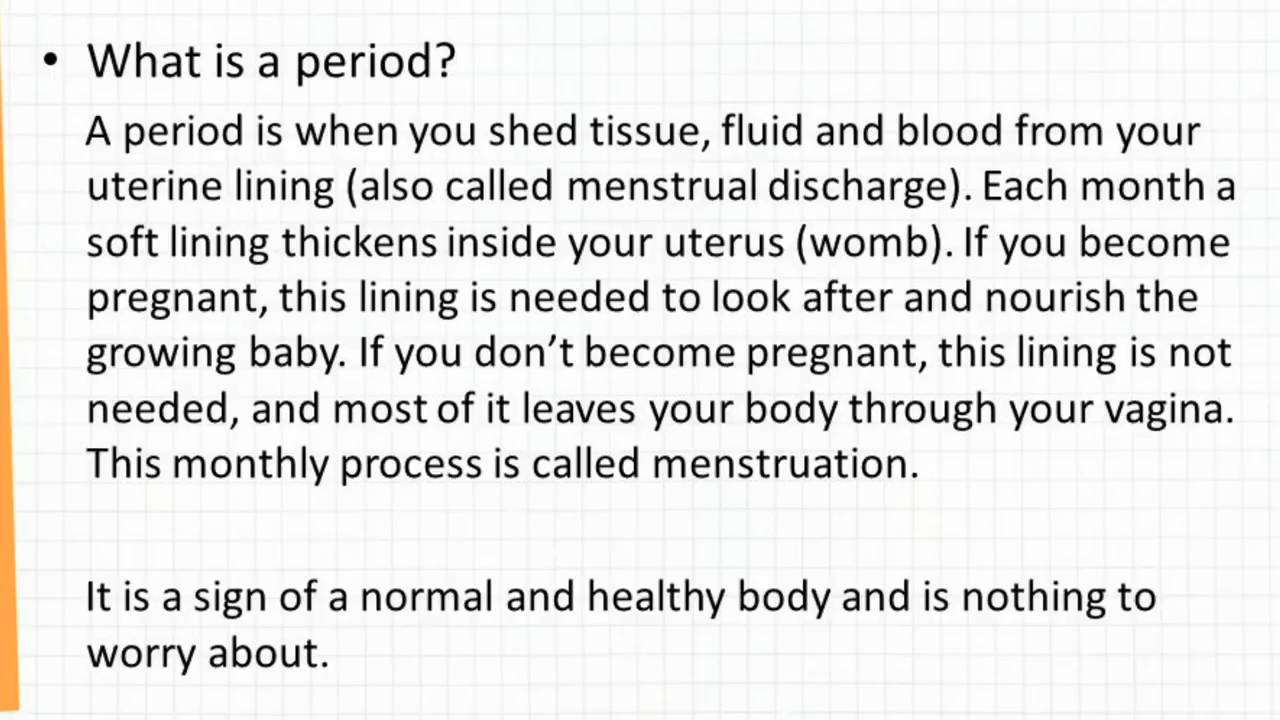 • What is a period?
A period is when you shed tissue, fluid and blood from your
uterine lining (also called menstrual discharge). Each month a
soft lining thickens inside your uterus (womb). If you become
pregnant, this lining is needed to look after and nourish the
growing baby. If you don’t become pregnant, this lining is not
needed, and most of it leaves your body through your vagina.
This monthly process is called menstruation.
It is a sign of a normal and healthy body and is nothing to
worry about.